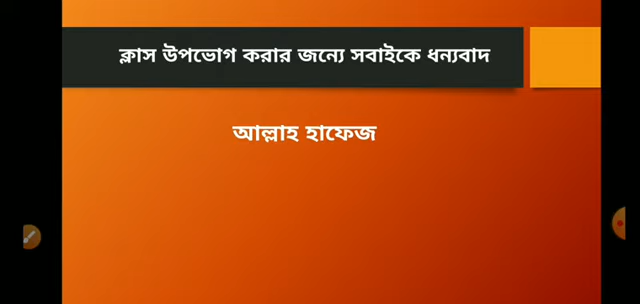 ক্লাস উপভোগ করার জন্যে সবাইকে ধন্যবাদ
আল্লাহ হাফেজ